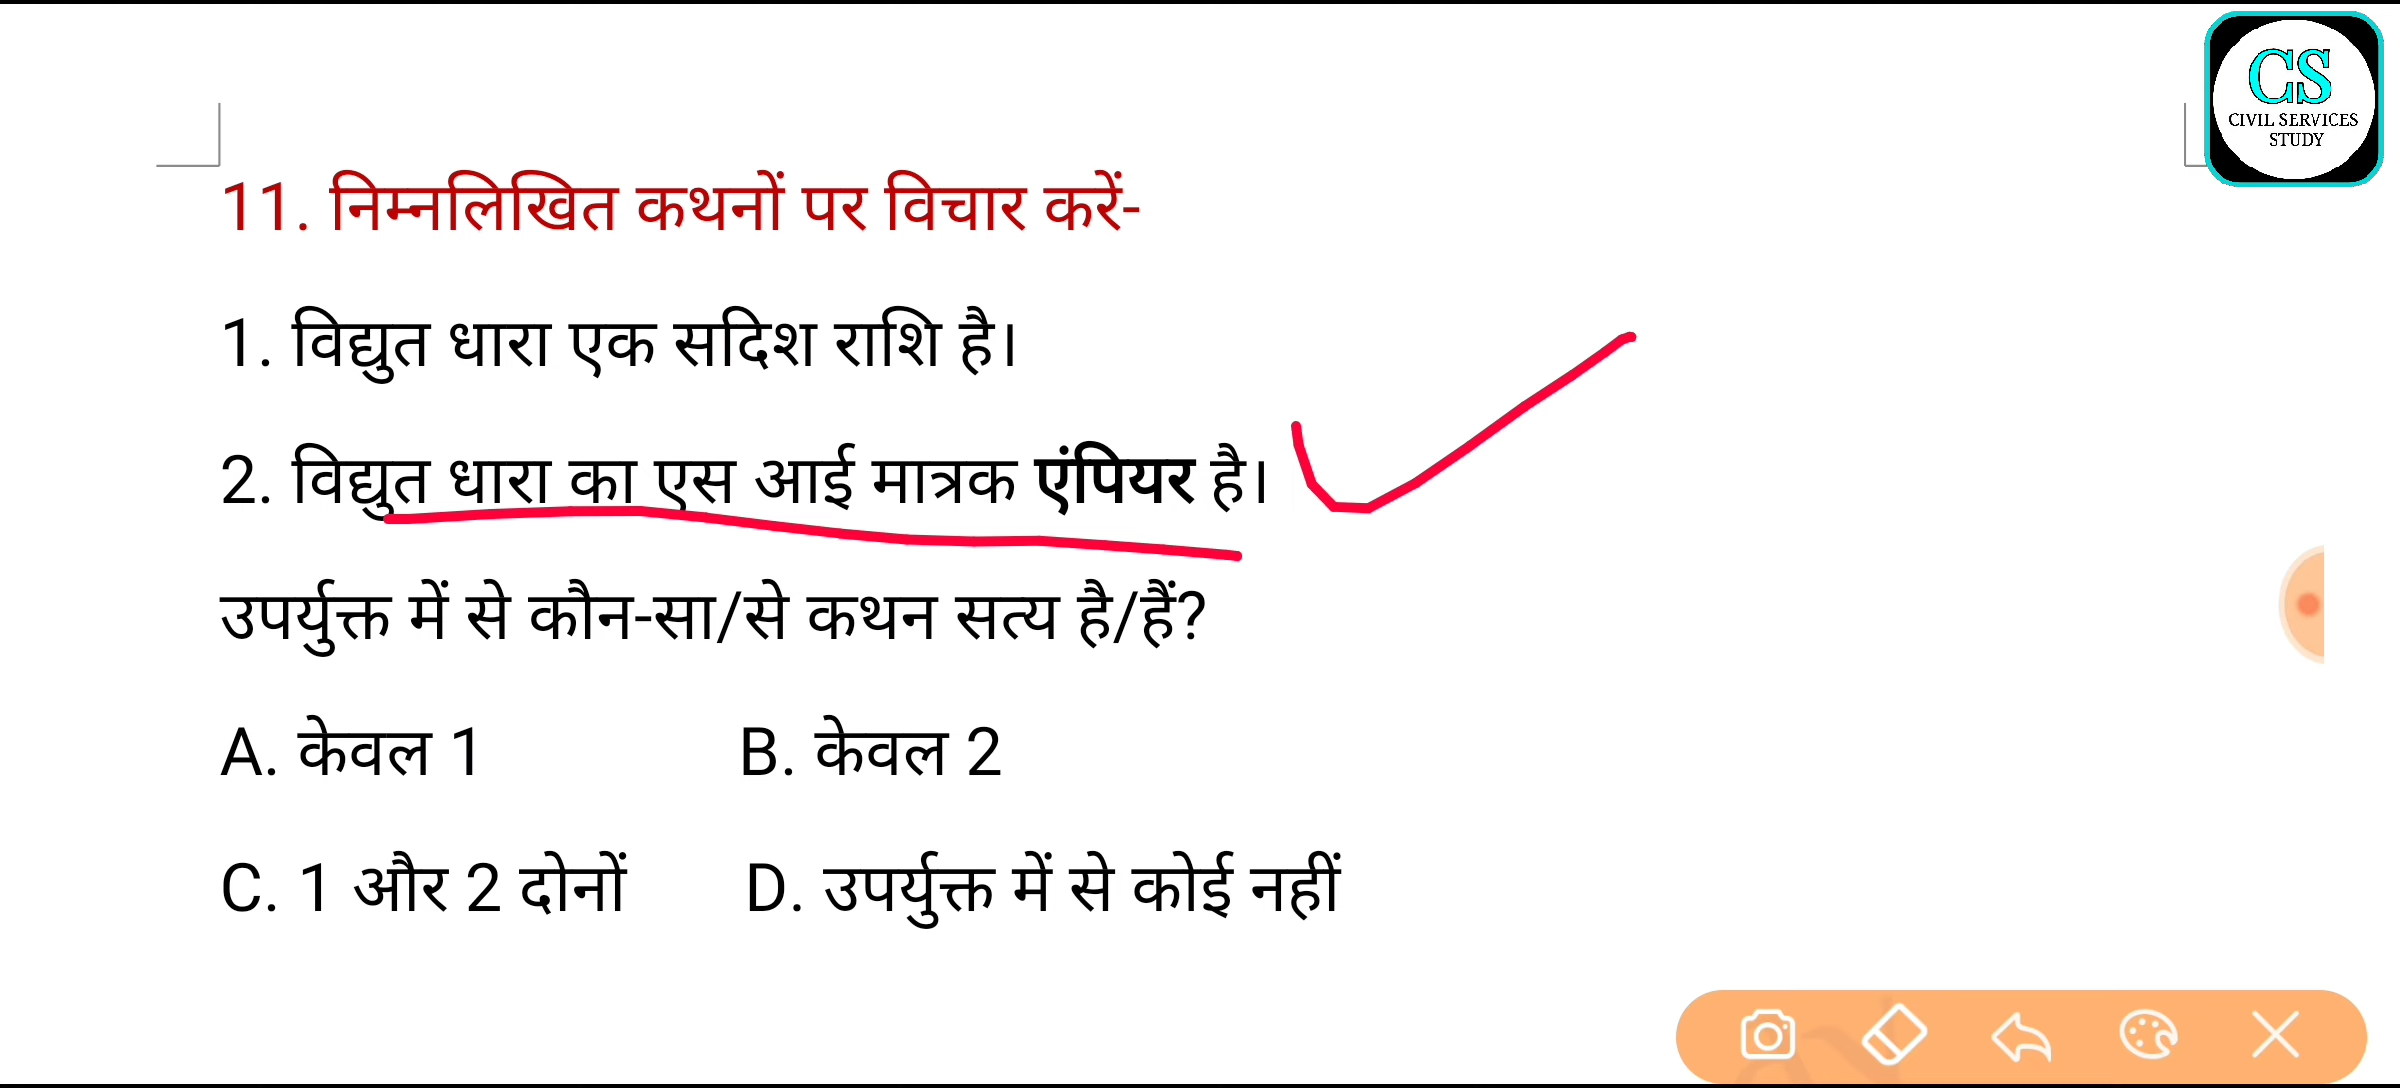 CS
CIVIL SERVICES
STUDY
11. निम्नलिखित कथनों पर विचार करें-
1. विद्युत धारा एक सदिश राशि है।
2. विद्युत धारा का एस आई मात्रक एंपियर है।
उपर्युक्त में से कौन-सा/से कथन सत्य है/हैं?
A. केवल 1 B. केवल 2
C. 1 और 2 दोनों D. उपर्युक्त में से कोई नहीं